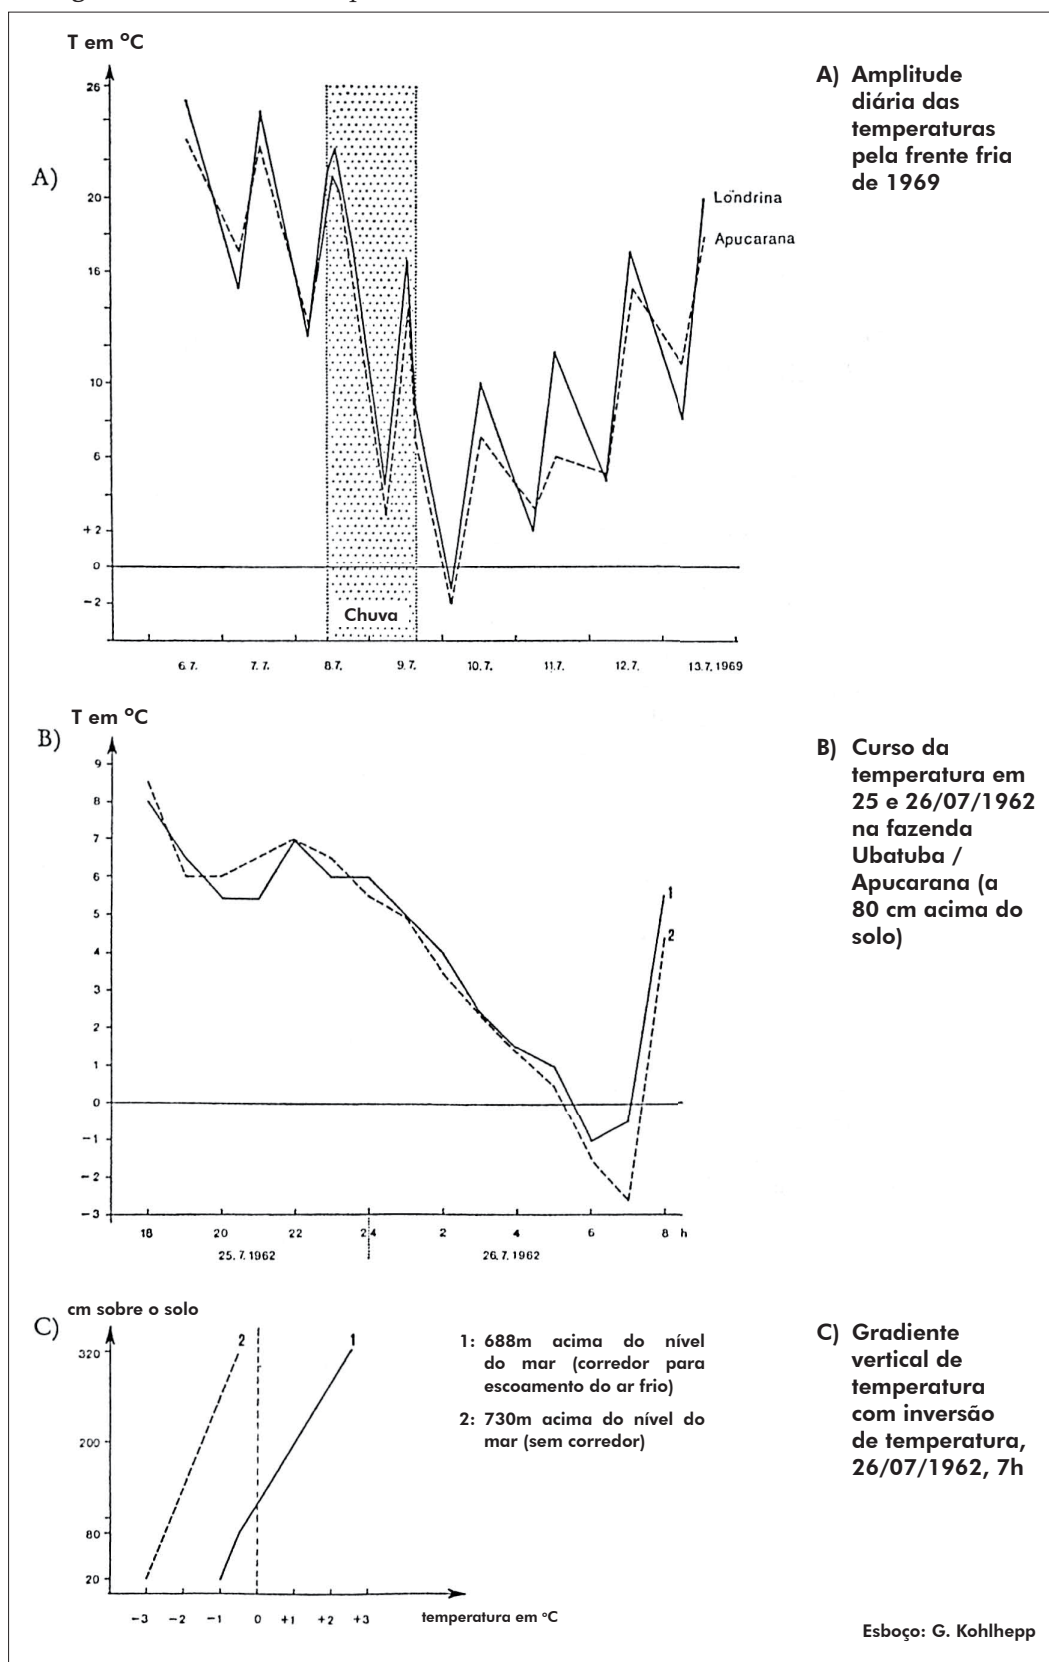 T em ºC
A)
26
20
16
10
6
+2
0
−2
Londrina
Apucarana
Chuva
6.7.
7.7.
8.7.
9.7.
10.7.
11.7.
12.7.
13.7.1969
A) Amplitude
diária das
temperaturas
pela frente fria
de 1969
T em ºC
B)
9
8
7
6
5
4
3
2
1
0
−1
−2
−3
1
2
18
20
22
24
2
4
6
8 h
25.7.1962
26.7.1962
B) Curso da
temperatura em
25 e 26/07/1962
na fazenda
Ubatuba /
Apucarana (a
80 cm acima do
solo)
cm sobre o solo
C)
320
200
80
20
2
1
−3
−2
−1
0
+1
+2
+3
temperatura em ºC
1: 688m acima do nível
do mar (corredor para
escoamento do ar frio)
2: 730m acima do nível do
mar (sem corredor)
C) Gradiente
vertical de
temperatura
com inversão
de temperatura,
26/07/1962, 7h
Esboço: G. Kohlhepp